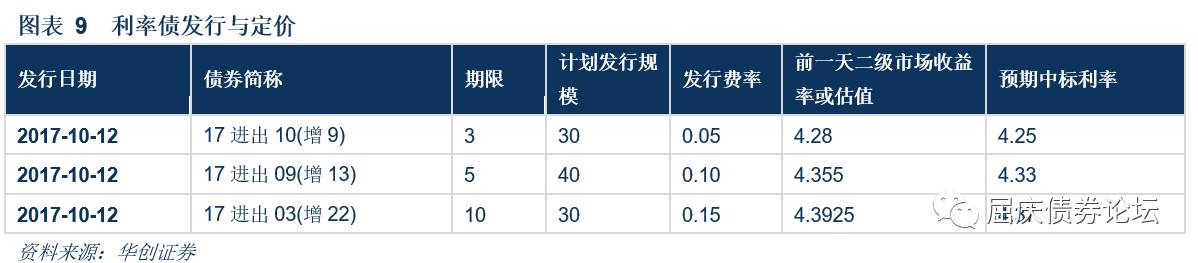 图表 9 利率债发行与定价
发行日期 债券简称 期限 计划发行规模 发行费率 前一天二级市场收益率或估值 预期中标利率
2017-10-12 17 进出 10(增 9) 3 30 0.05 4.28 4.25
2017-10-12 17 进出 09(增 13) 5 40 0.10 4.355 4.33
2017-10-12 17 进出 03(增 22) 10 30 0.15 4.3925
屈庆债券论坛
资料来源：华创证券